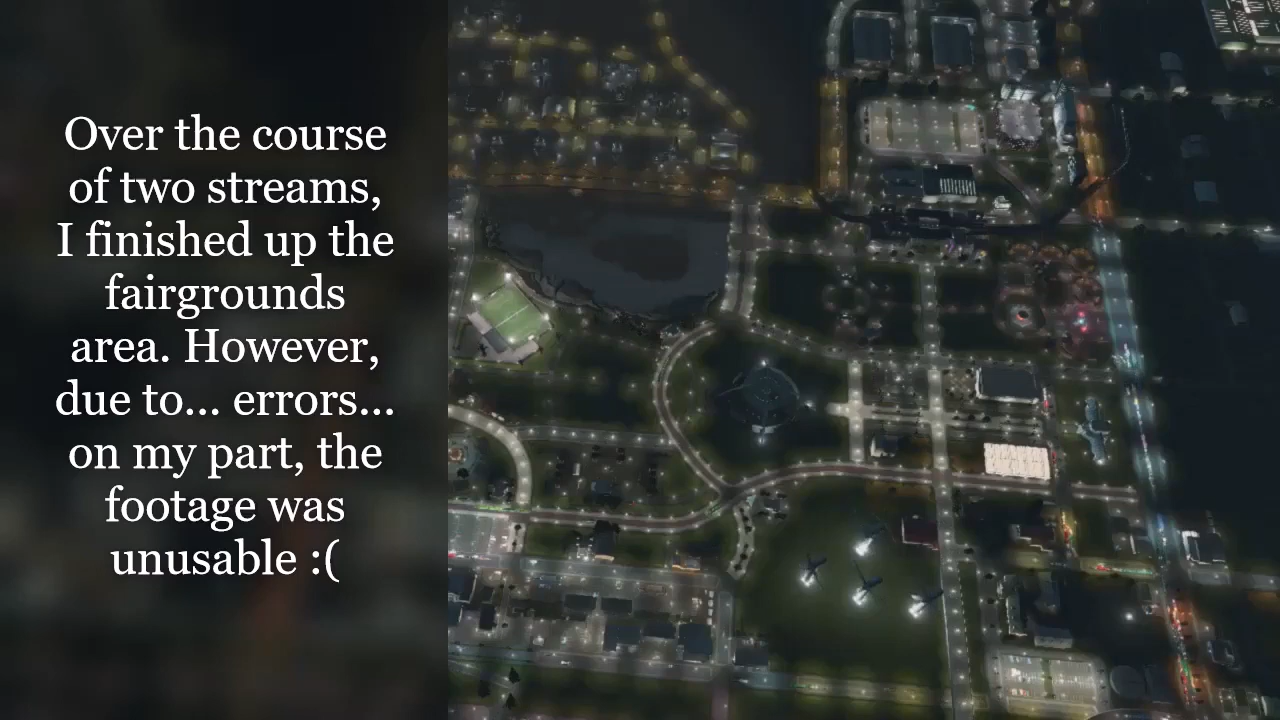 Over the course
of two streams,
I finished up the
fairgrounds
area. However,
due to... errors...
on my part, the
footage was
unusable :(